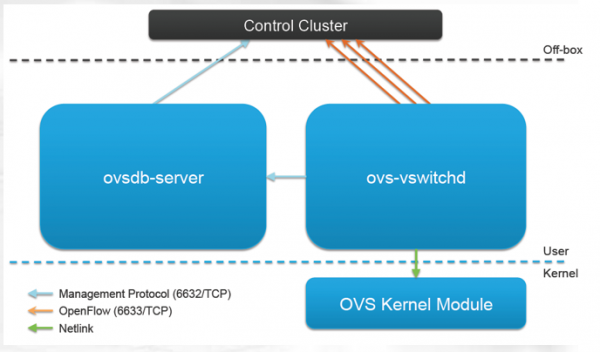 Control Cluster
Off-box
ovsdb-server
ovs-vswitchd
User
Kernel
Management Protocol (6632/TCP)
OpenFlow (6633/TCP)
Netlink
OVS Kernel Module